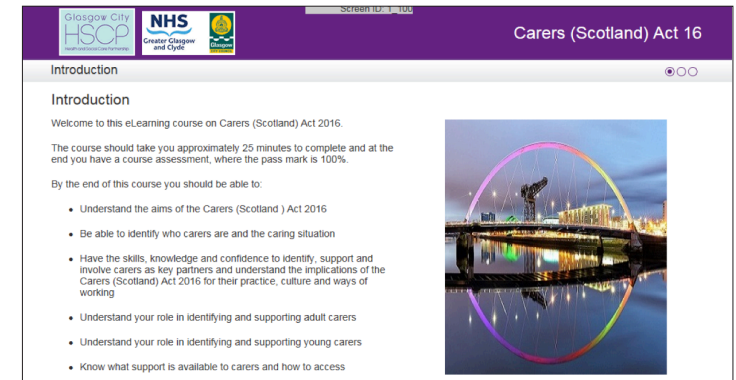 Screen ID: 1_100
Glasgow City
HSCP
Health and Social Care Partnership
NHS
Greater Glasgow
and Clyde
Glasgow
CITY COUNCIL
Carers (Scotland) Act 16
Introduction
Introduction
Welcome to this eLearning course on Carers (Scotland) Act 2016.
The course should take you approximately 25 minutes to complete and at the
end you have a course assessment, where the pass mark is 100%.
By the end of this course you should be able to:
• Understand the aims of the Carers (Scotland ) Act 2016
• Be able to identify who carers are and the caring situation
• Have the skills, knowledge and confidence to identify, support and
involve carers as key partners and understand the implications of the
Carers (Scotland) Act 2016 for their practice, culture and ways of
working
• Understand your role in identifying and supporting adult carers
• Understand your role in identifying and supporting young carers
• Know what support is available to carers and how to access